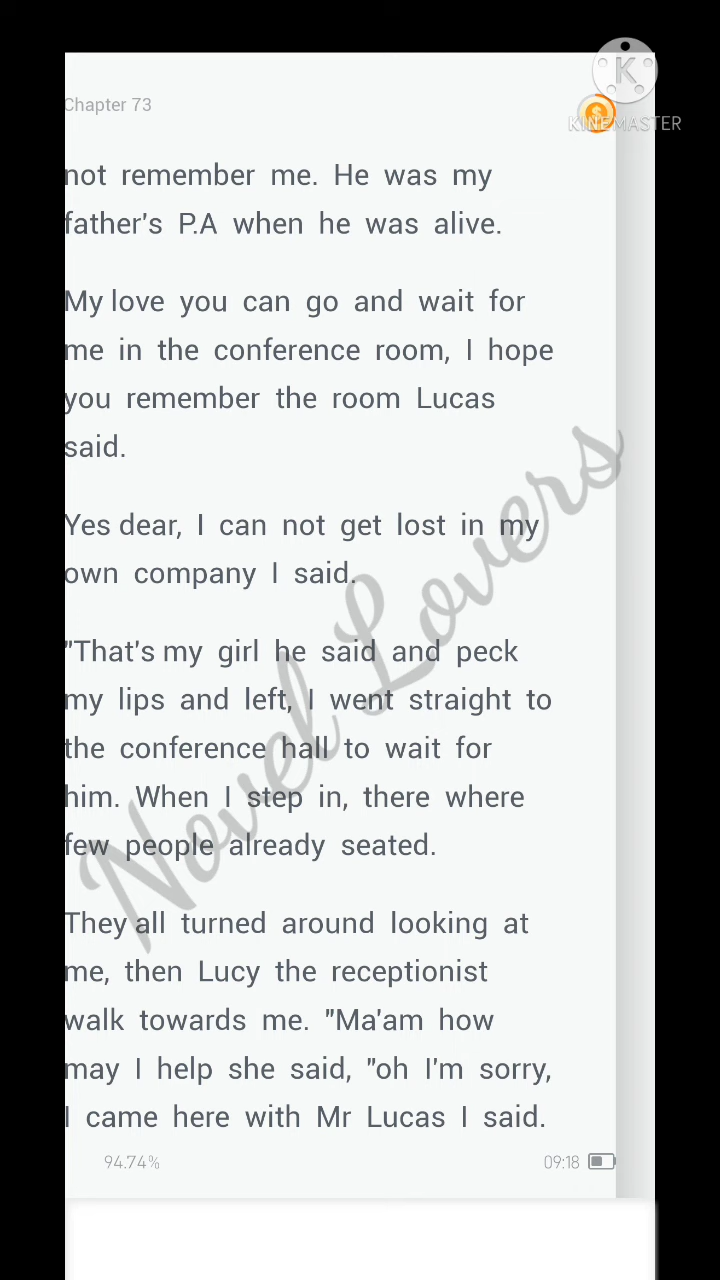 Chapter 73
KINEMASTER
not remember me. He was my
father's P.A when he was alive.
My love you can go and wait for
me in the conference room, I hope
you remember the room Lucas
said.
Yes dear, I can not get lost in my
own company I said.
"That's my girl he said and peck
my lips and left, I went straight to
the conference hall to wait for
him. When I step in, there where
few people already seated.
They all turned around looking at
me, then Lucy the receptionist
walk towards me. "Ma'am how
may I help she said, "oh I'm sorry,
I came here with Mr Lucas I said.
Novel Lovers
94.74%
09:18